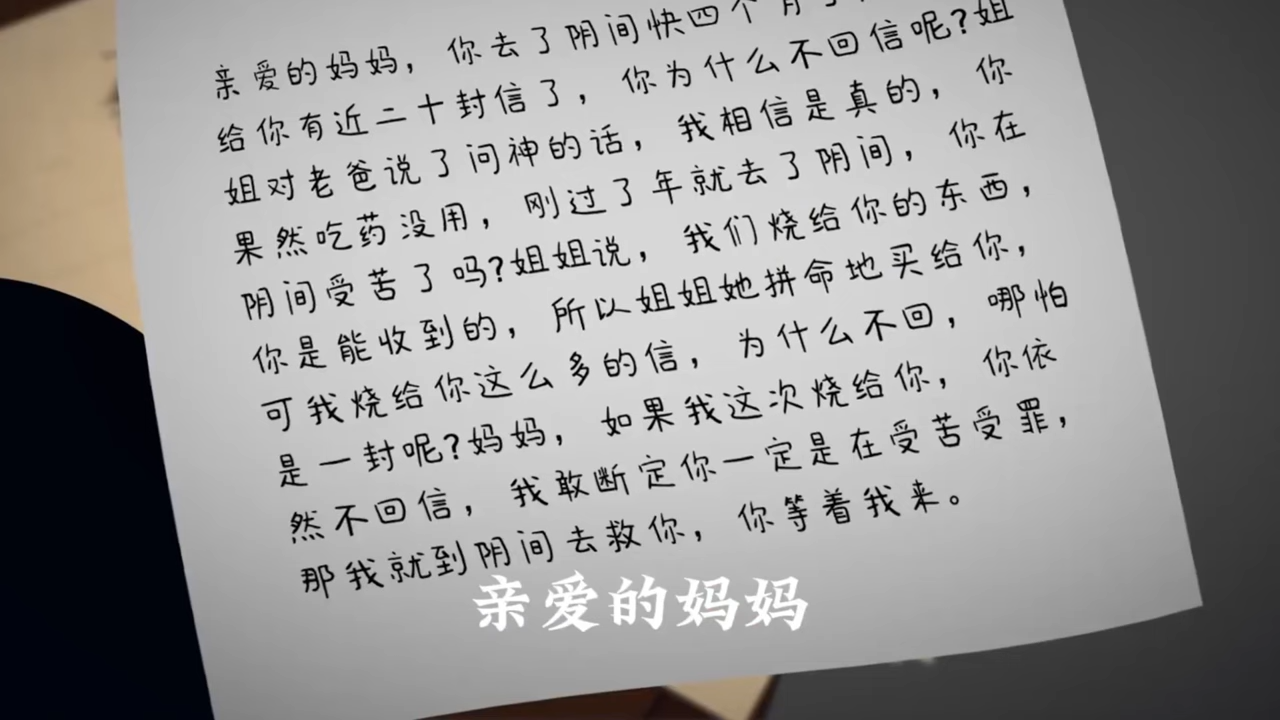 亲爱的妈妈，你去了阴间快四个月了
给你有近二十封信了，你为什么不回信呢?姐
姐对老爸说了问神的话，我相信是真的，你
果然吃药没用，刚过了年就去了阴间，你在
阴间受苦了吗?姐姐说，我们烧给你的东西，
你是能收到的，所以姐姐她拼命地买给你，
可我烧给你这么多的信，为什么不回，哪怕
是一封呢?妈妈，如果我这次烧给你，你依
然不回信，我敢断定你一定是在受苦受罪，
那我就到阴间去救你，你等着我来。
亲爱的妈妈